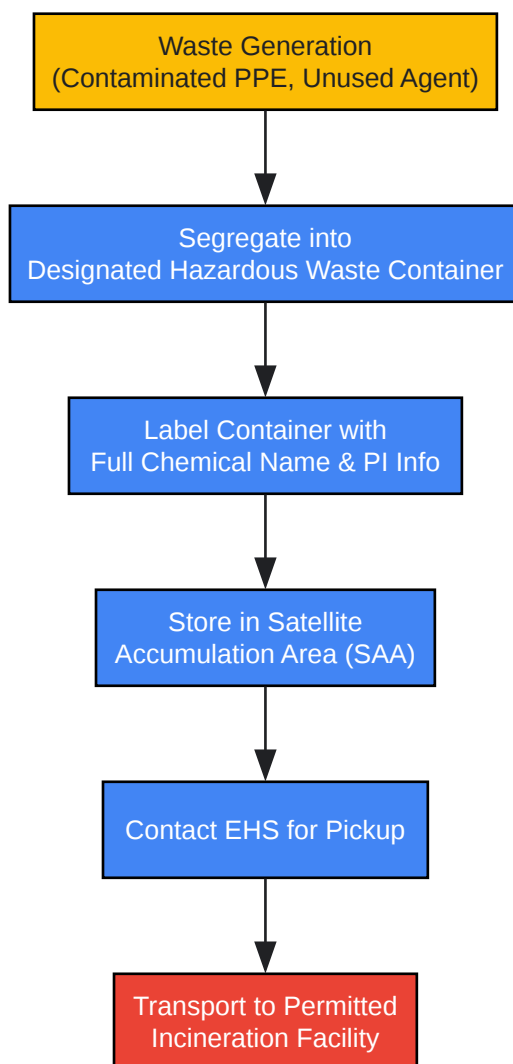 Waste Generation
(Contaminated PPE, Unused Agent)
Segregate into
Designated Hazardous Waste Container
Label Container with
Full Chemical Name & PI Info
Store in Satellite
Accumulation Area (SAA)
Contact EHS for Pickup
Transport to Permitted
Incineration Facility